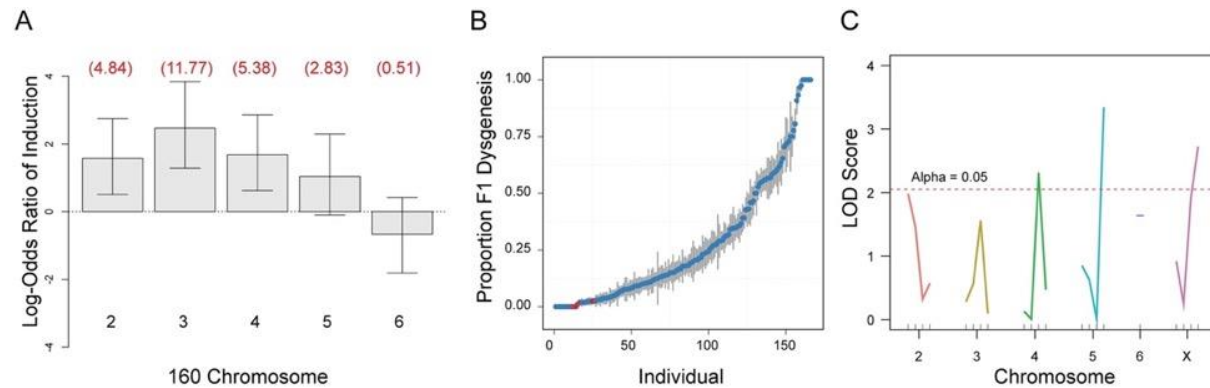 A
(4.84) (11.77) (5.38) (2.83) (0.51)
Log-Odds Ratio of Induction
4
2
0
-2
-4
2 3 4 5 6
160 Chromosome
B
Proportion F1 Dysgenesis
1.00
0.75
0.50
0.25
0.00
0 50 100 150
Individual
C
LOD Score
4
3
2
1
0
Alpha = 0.05
2 3 4 5 6 X
Chromosome